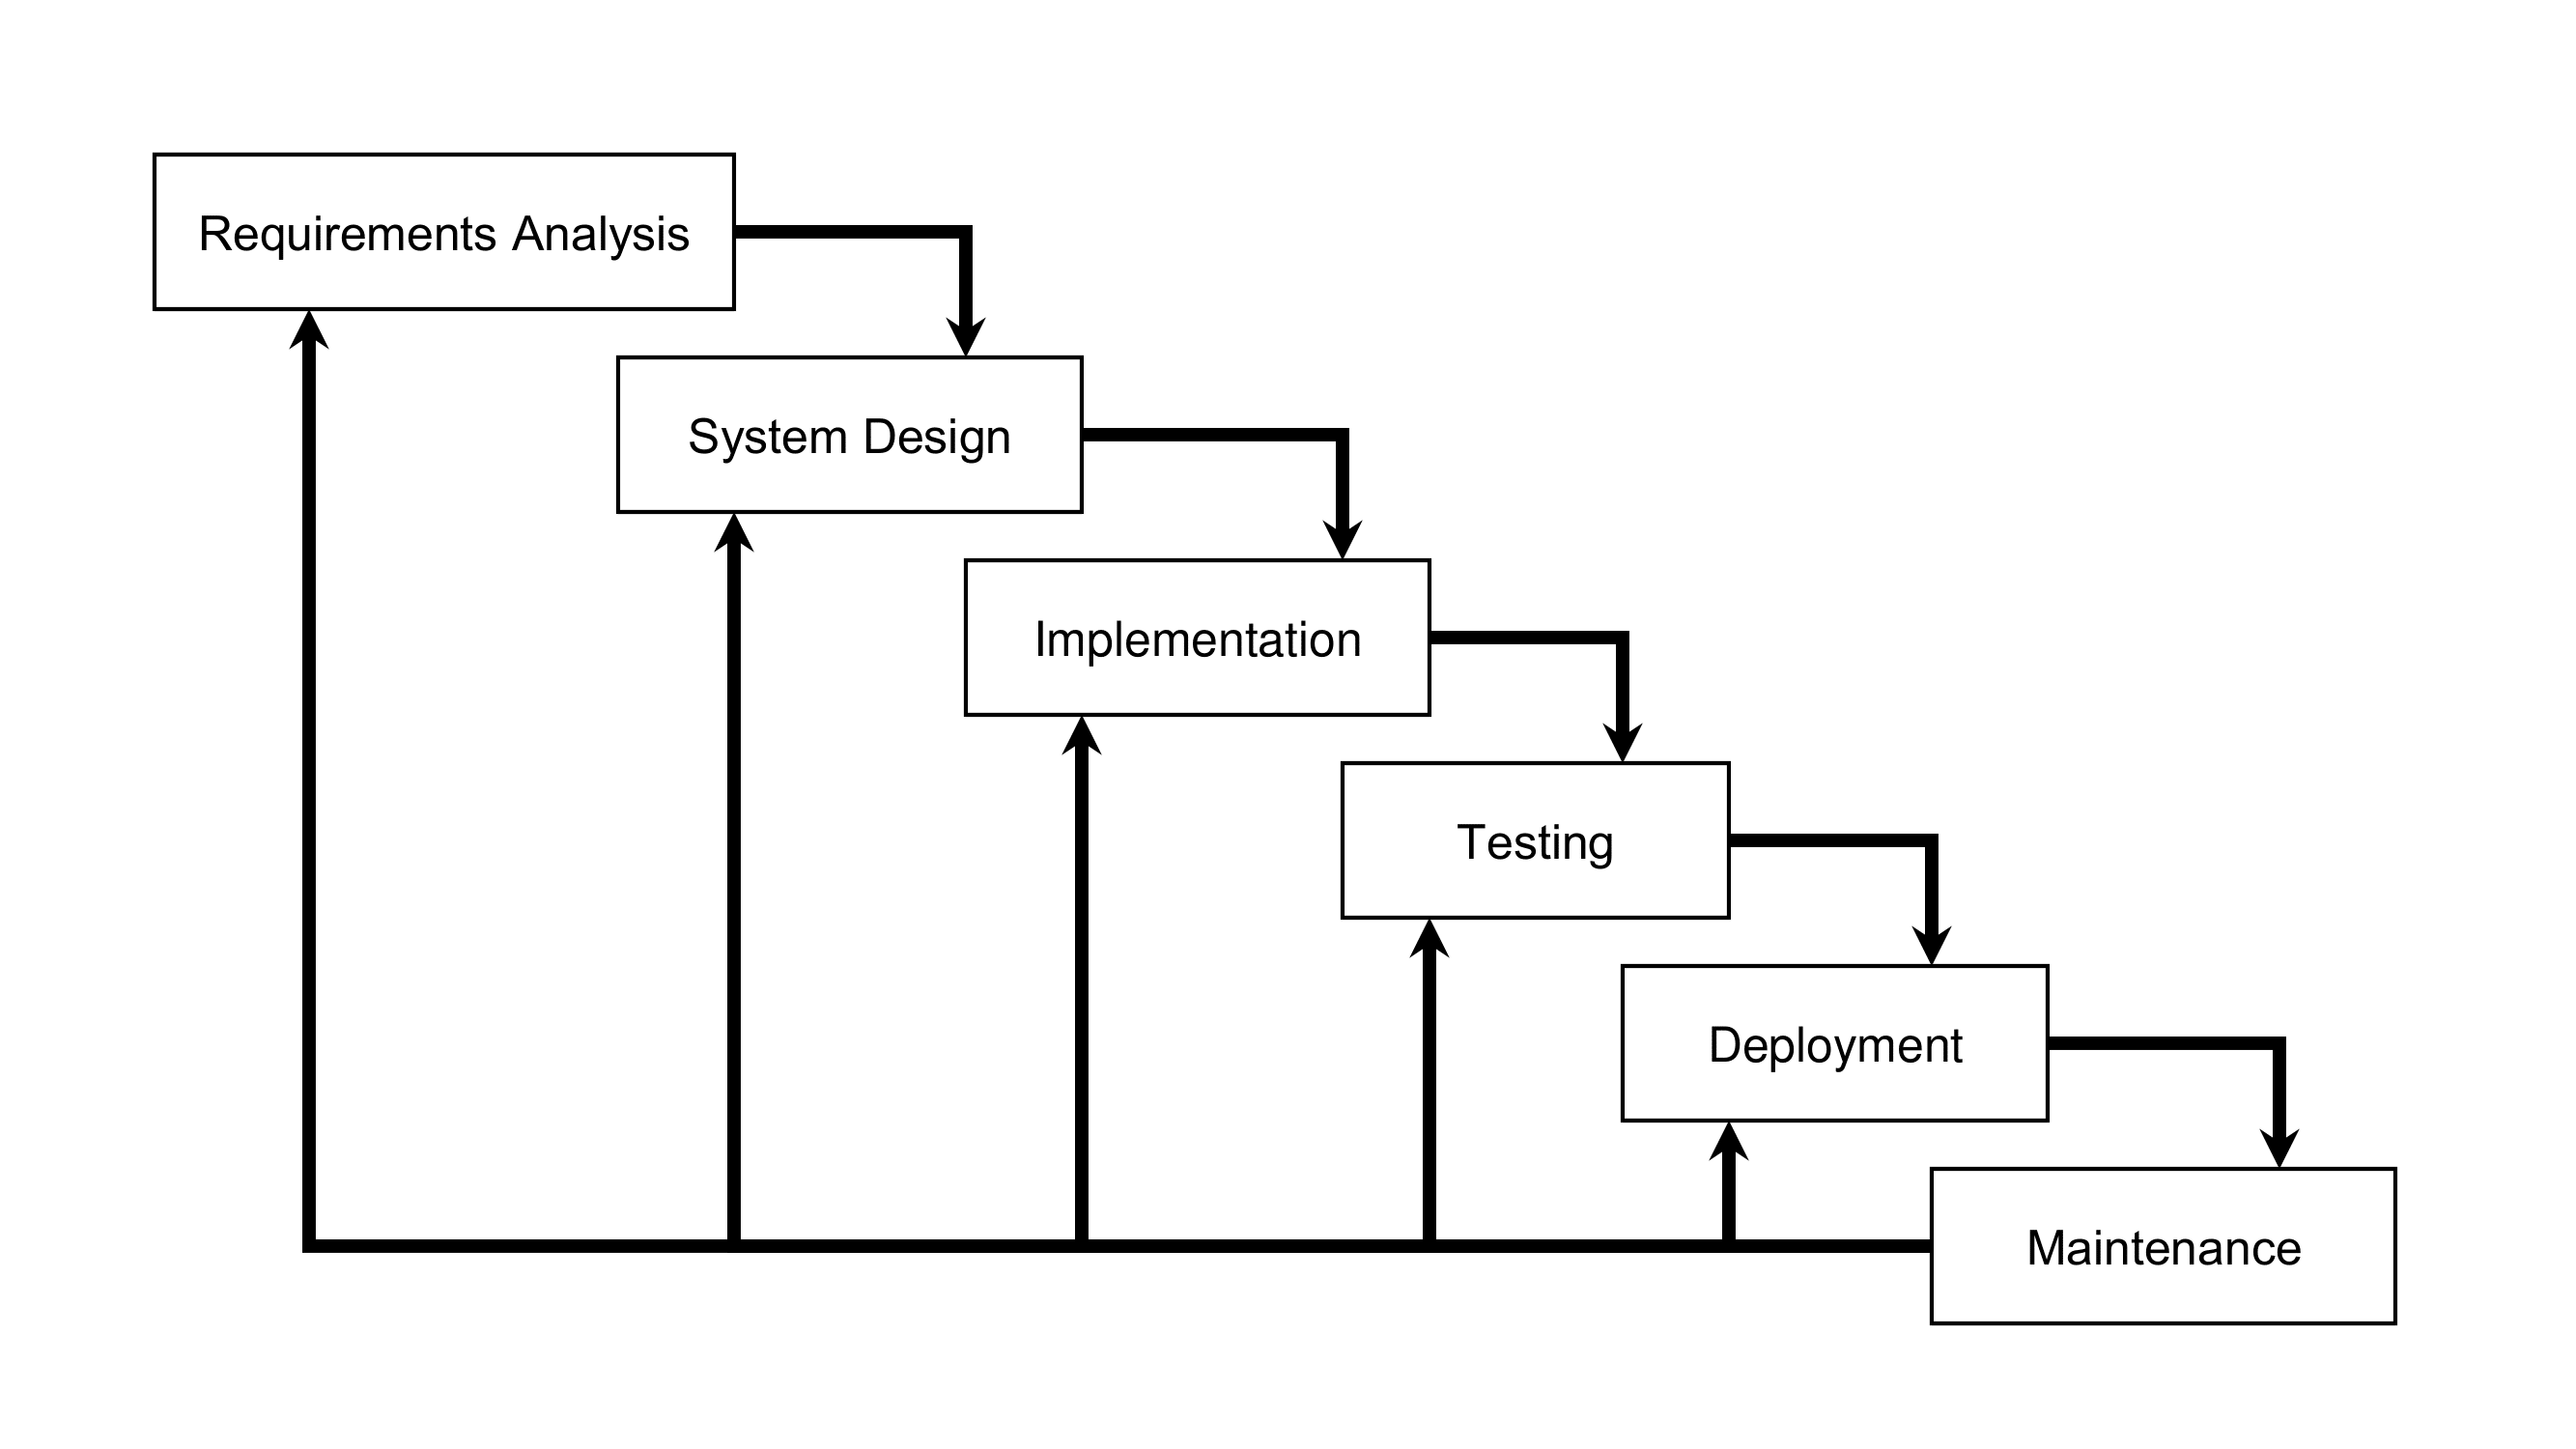 Requirements Analysis
System Design
Implementation
Testing
Deployment
Maintenance